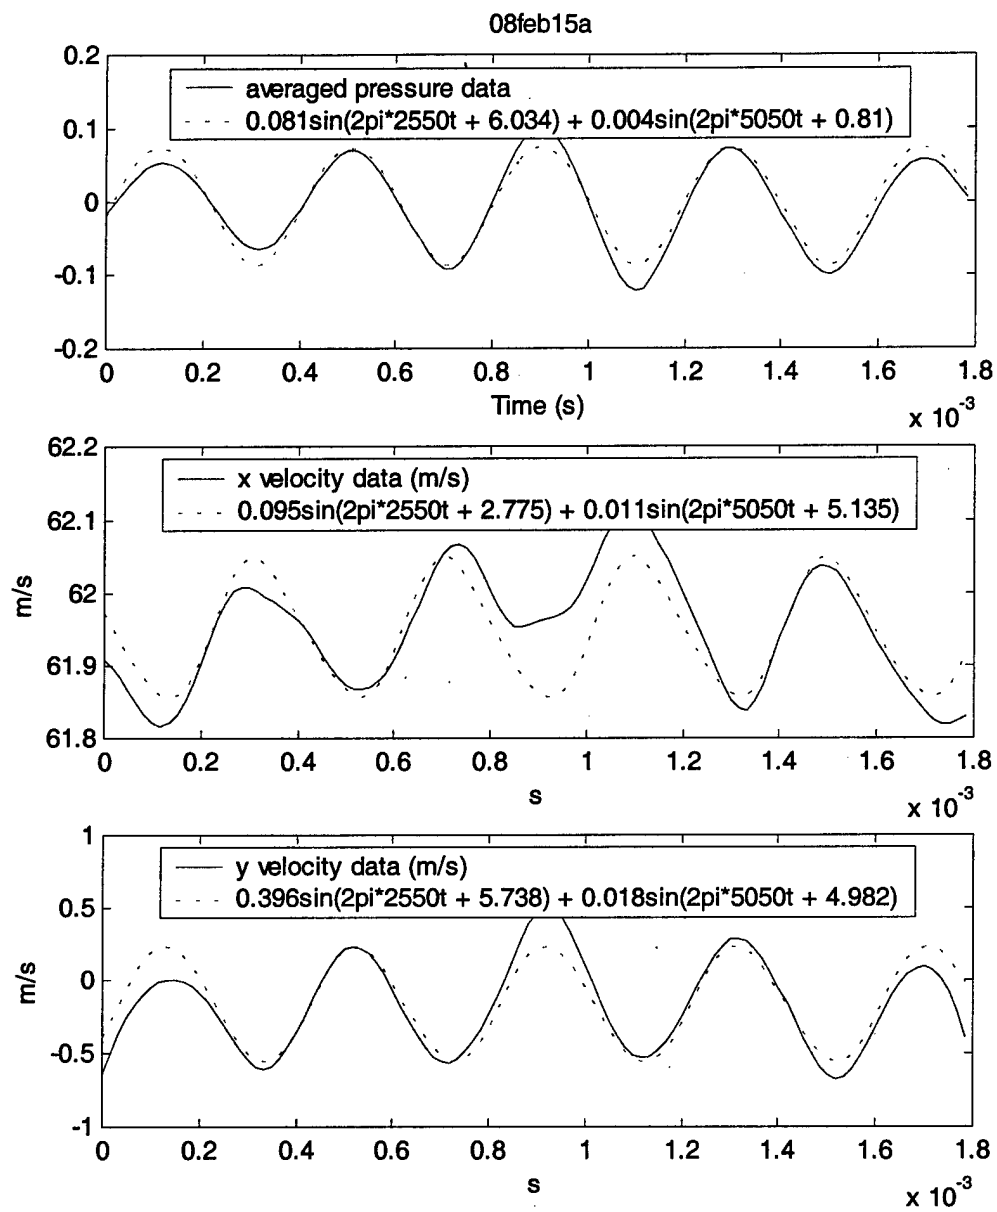 08feb15a
0.2
averaged pressure data
0.081sin(2pi*2550t + 6.034) + 0.004sin(2pi*5050t + 0.81)
0.1
0
-0.1
-0.2
0 0.2 0.4 0.6 0.8 1 1.2 1.4 1.6 1.8
Time (s)
x 10^-3
62.2
x velocity data (m/s)
0.095sin(2pi*2550t + 2.775) + 0.011sin(2pi*5050t + 5.135)
62.1
62
61.9
61.8
m/s
0 0.2 0.4 0.6 0.8 1 1.2 1.4 1.6 1.8
s
x 10^-3
1
y velocity data (m/s)
0.396sin(2pi*2550t + 5.738) + 0.018sin(2pi*5050t + 4.982)
0.5
0
-0.5
-1
m/s
0 0.2 0.4 0.6 0.8 1 1.2 1.4 1.6 1.8
s
x 10^-3